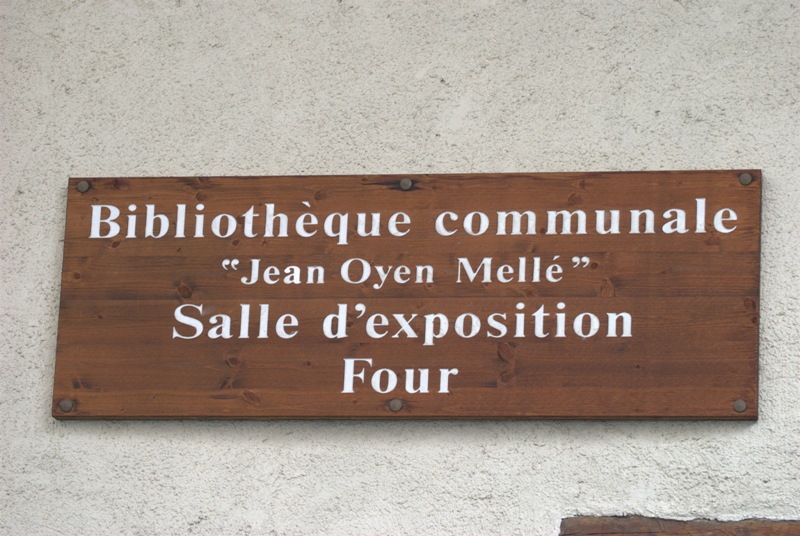 Bibliothèque communale
“Jean Oyen Mellé”
Salle d’exposition
Four